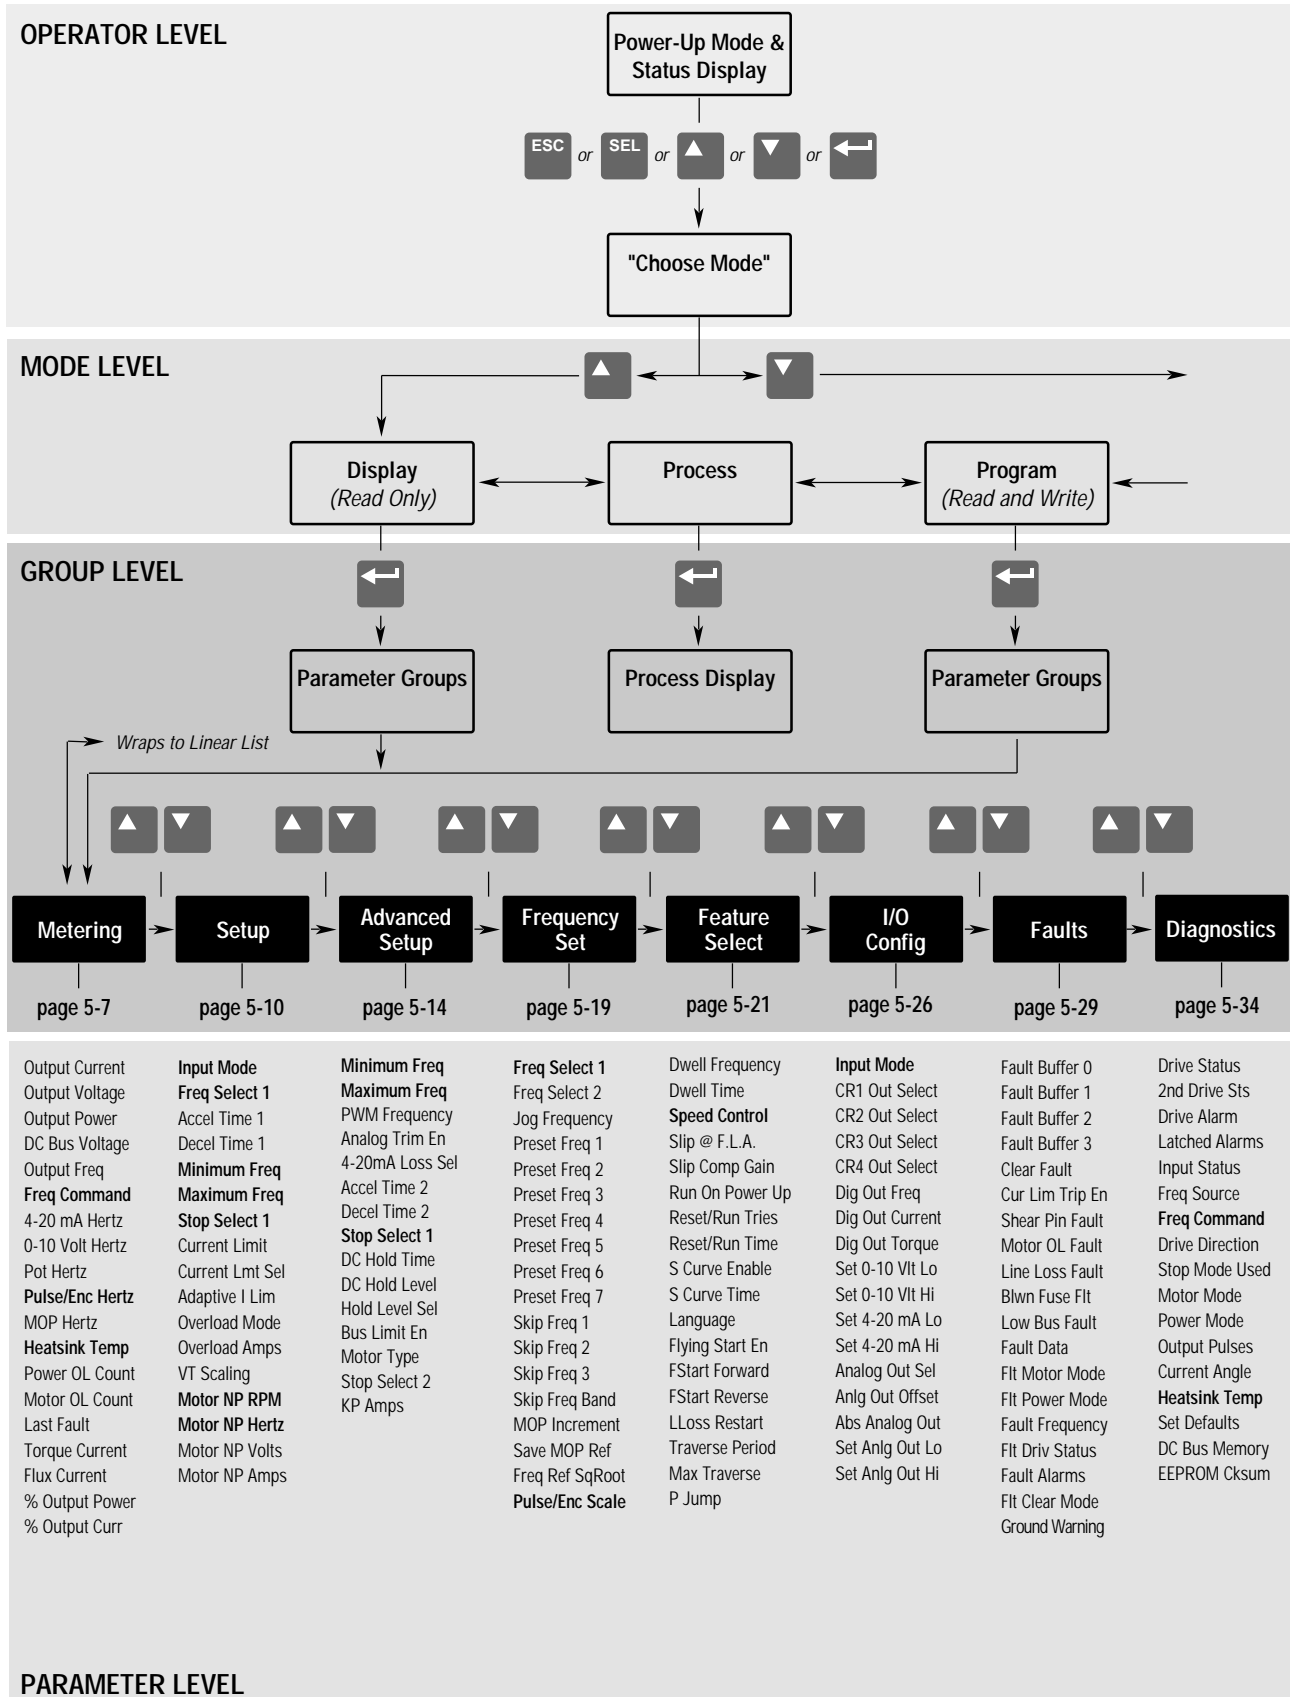 OPERATOR LEVEL
Power-Up Mode &
Status Display
ESC or SEL or or or
"Choose Mode"
MODE LEVEL
Display
(Read Only)
Process
Program
(Read and Write)
GROUP LEVEL
Parameter Groups
Process Display
Parameter Groups
Wraps to Linear List
Metering
Setup
Advanced
Setup
Frequency
Set
Feature
Select
I/O
Config
Faults
Diagnostics
page 5-7
page 5-10
page 5-14
page 5-19
page 5-21
page 5-26
page 5-29
page 5-34
Output Current
Output Voltage
Output Power
DC Bus Voltage
Output Freq
Freq Command
4-20 mA Hertz
0-10 Volt Hertz
Pot Hertz
Pulse/Enc Hertz
MOP Hertz
Heatsink Temp
Power OL Count
Motor OL Count
Last Fault
Torque Current
Flux Current
% Output Power
% Output Curr
Input Mode
Freq Select 1
Accel Time 1
Decel Time 1
Minimum Freq
Maximum Freq
Stop Select 1
Current Limit
Current Lmt Sel
Adaptive I Lim
Overload Mode
Overload Amps
VT Scaling
Motor NP RPM
Motor NP Hertz
Motor NP Volts
Motor NP Amps
Minimum Freq
Maximum Freq
PWM Frequency
Analog Trim En
4-20mA Loss Sel
Accel Time 2
Decel Time 2
Stop Select 1
DC Hold Time
DC Hold Level
Hold Level Sel
Bus Limit En
Motor Type
Stop Select 2
KP Amps
Freq Select 1
Freq Select 2
Jog Frequency
Preset Freq 1
Preset Freq 2
Preset Freq 3
Preset Freq 4
Preset Freq 5
Preset Freq 6
Preset Freq 7
Skip Freq 1
Skip Freq 2
Skip Freq 3
Skip Freq Band
MOP Increment
Save MOP Ref
Freq Ref SqRoot
Pulse/Enc Scale
Dwell Frequency
Dwell Time
Speed Control
Slip @ F.L.A.
Slip Comp Gain
Run On Power Up
Reset/Run Tries
Reset/Run Time
S Curve Enable
S Curve Time
Language
Flying Start En
FStart Forward
FStart Reverse
LLoss Restart
Traverse Period
Max Traverse
P Jump
Input Mode
CR1 Out Select
CR2 Out Select
CR3 Out Select
CR4 Out Select
Dig Out Freq
Dig Out Current
Dig Out Torque
Set 0-10 Vlt Lo
Set 0-10 Vlt Hi
Set 4-20 mA Lo
Set 4-20 mA Hi
Analog Out Sel
Anlg Out Offset
Abs Analog Out
Set Anlg Out Lo
Set Anlg Out Hi
Fault Buffer 0
Fault Buffer 1
Fault Buffer 2
Fault Buffer 3
Clear Fault
Cur Lim Trip En
Shear Pin Fault
Motor OL Fault
Line Loss Fault
Blwn Fuse Flt
Low Bus Fault
Fault Data
Flt Motor Mode
Flt Power Mode
Fault Frequency
Flt Driv Status
Fault Alarms
Flt Clear Mode
Ground Warning
Drive Status
2nd Drive Sts
Drive Alarm
Latched Alarms
Input Status
Freq Source
Freq Command
Drive Direction
Stop Mode Used
Motor Mode
Power Mode
Output Pulses
Current Angle
Heatsink Temp
Set Defaults
DC Bus Memory
EEPROM Cksum
PARAMETER LEVEL